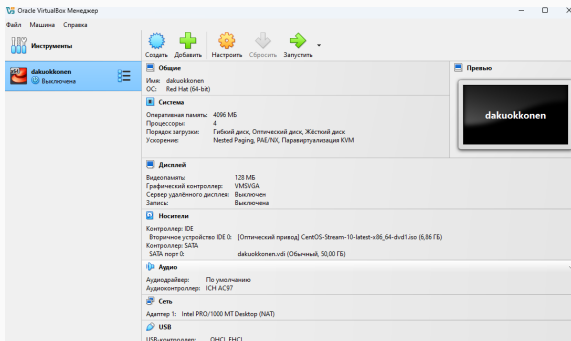 Oracle VirtualBox Менеджер
Файл Машина Справка
Инструменты
Создать Добавить Настроить Сбросить Запустить
dakuokkonen
Выключена
Общие
Имя: dakuokkonen
ОС: Red Hat (64-bit)
Система
Оперативная память: 4096 МБ
Процессоры: 4
Порядок загрузки: Гибкий диск, Оптический диск, Жёсткий диск
Ускорение: Nested Paging, PAE/NX, Паравиртуализация KVM
Дисплей
Видеопамять: 128 МБ
Графический контроллер: VMSVGA
Сервер удалённого дисплея: Выключен
Запись: Выключена
Носители
Контроллер: IDE
Вторичное устройство IDE 0: [Оптический привод] CentOS-Stream-10-latest-x86_64-dvd1.iso (6,86 ГБ)
Контроллер: SATA
SATA порт 0: dakuokkonen.vdi (Обычный, 50,00 ГБ)
Аудио
Аудиодрайвер: По умолчанию
Аудиоконтроллер: ICH AC97
Сеть
Адаптер 1: Intel PRO/1000 MT Desktop (NAT)
USB
USB-контроллер: OHCI, EHCI
Превью
dakuokkonen